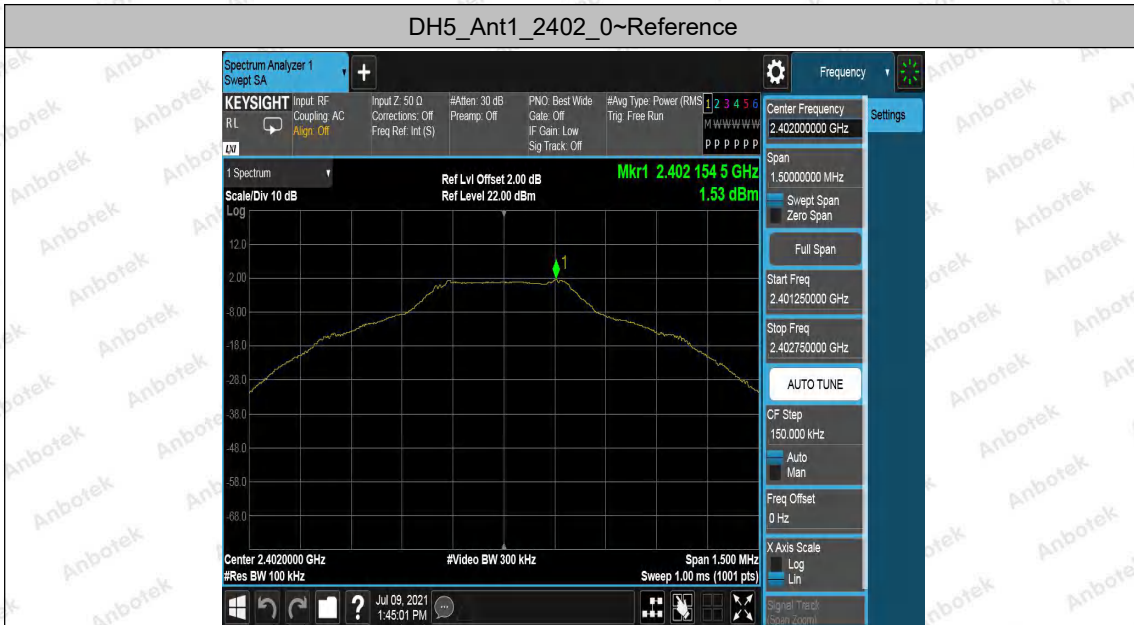 DH5_Ant1_2402_0~Reference
Spectrum Analyzer 1
Swept SA
+
Frequency
KEYSIGHT
RL
LXI
Input: RF
Coupling: AC
Align: Off
Input Z: 50 Ω
Corrections: Off
Freq Ref: Int (S)
#Atten: 30 dB
Preamp: Off
PNO: Best Wide
Gate: Off
IF Gain: Low
Sig Track: Off
#Avg Type: Power (RMS
Trig: Free Run
1 2 3 4 5 6
M W W W W W
P P P P P P
Center Frequency
2.402000000 GHz
Settings
Span
1.50000000 MHz
Swept Span
Zero Span
Full Span
Start Freq
2.401250000 GHz
Stop Freq
2.402750000 GHz
AUTO TUNE
CF Step
150.000 kHz
Auto
Man
Freq Offset
0 Hz
X Axis Scale
Log
Lin
Signal Track
(Span Zoom)
1 Spectrum
Scale/Div 10 dB
Ref Lvl Offset 2.00 dB
Ref Level 22.00 dBm
Mkr1 2.402 154 5 GHz
1.53 dBm
Log
12.0
2.00
-8.00
-18.0
-28.0
-38.0
-48.0
-58.0
-68.0
1
Center 2.4020000 GHz
#Res BW 100 kHz
#Video BW 300 kHz
Span 1.500 MHz
Sweep 1.00 ms (1001 pts)
?
Jul 09, 2021
1:45:01 PM
Anbotek